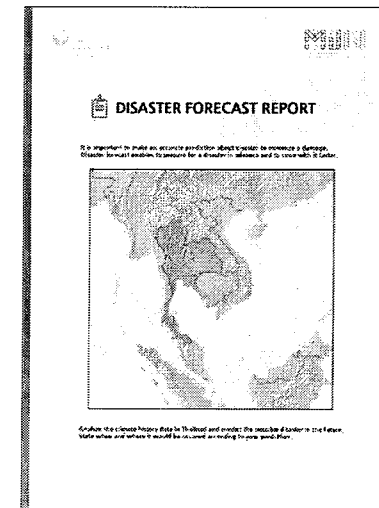 DISASTER FORECAST REPORT
It is important to make an accurate prediction about disaster to minimize a damage.
Disaster forecast enables to prepare for a disaster in advance and to cope with it faster.
Analyze the climate history data in Thailand and predict the possible disaster in the future.
State when and where it would be occurred according to your prediction.